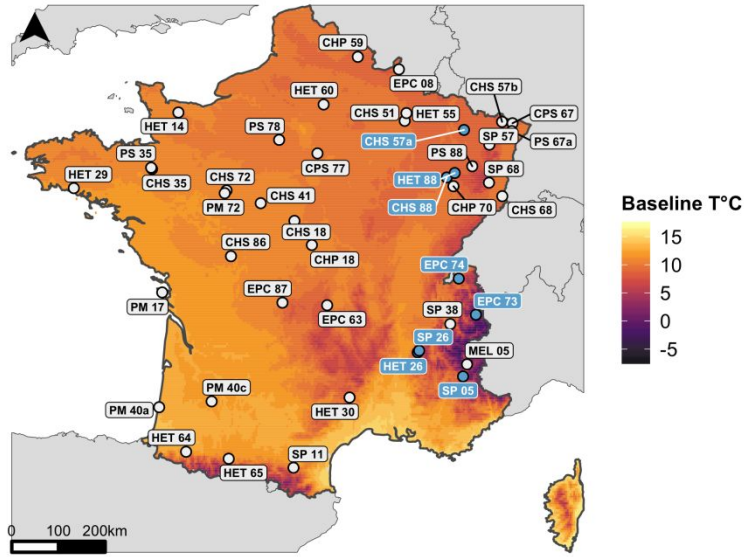 CHP 59
EPC 08
HET 60
CHS 57b
CHS 51
HET 55
CPS 67
HET 14
CHS 57a
SP 57
PS 78
PS 67a
PS 35
CPS 77
PS 88
SP 68
HET 29
CHS 35
CHS 72
HET 88
PM 72
CHS 41
CHS 88
CHP 70
CHS 68
CHS 18
CHS 86
CHP 18
EPC 74
PM 17
EPC 87
EPC 63
EPC 73
SP 38
SP 26
MEL 05
HET 26
SP 05
PM 40c
PM 40a
HET 30
HET 64
HET 65
SP 11
0 100 200km
Baseline T°C
15
10
5
0
-5